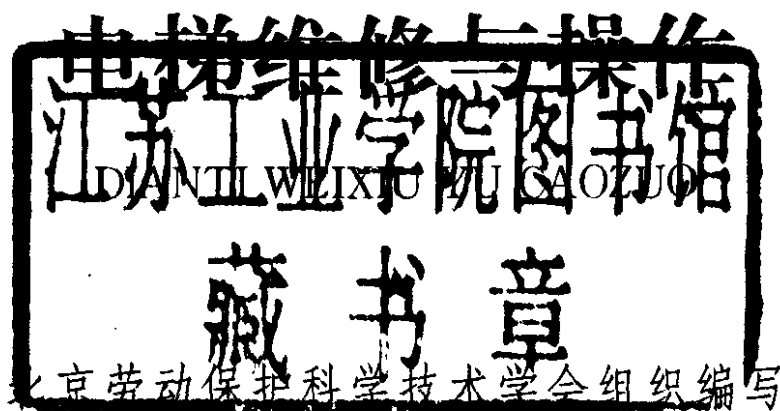 电梯维修与操作
江苏工业学院图书馆
DIANTI WEIXIU YU CAOZUO
藏书章
北京劳动保护科学技术学会组织编写